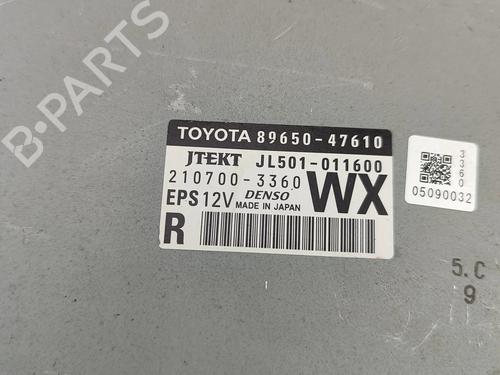 TOYOTA 89650-47610
JTEKT JL501-011600
210700-3360 WX
EPS 12V DENSO MADE IN JAPAN
R
3360
05090032
5.C
9
B-PARTS